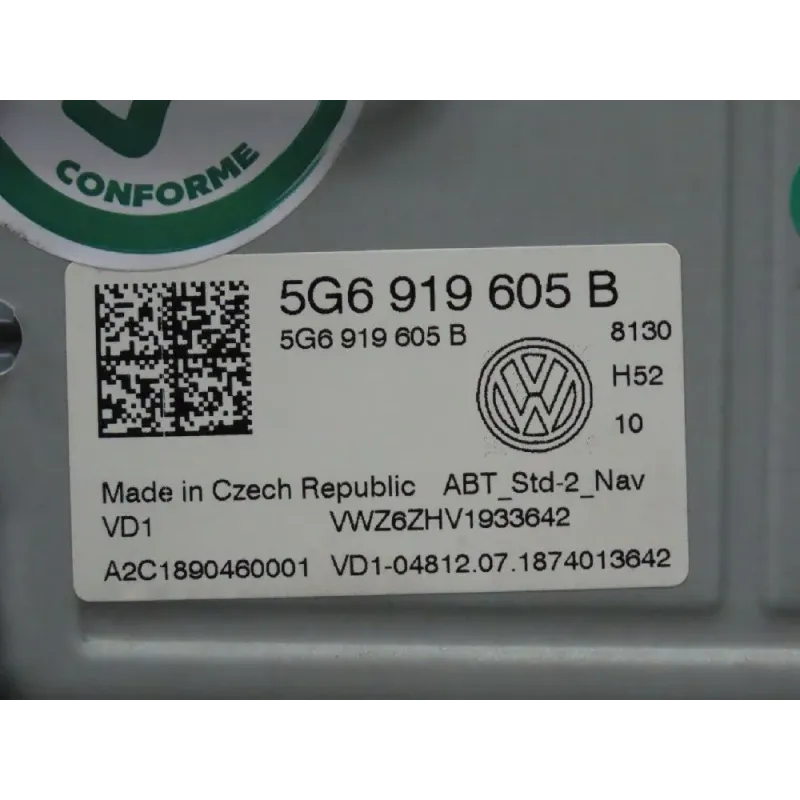 CONFORME
5G6 919 605 B
5G6 919 605 B
8130
H52
10
Made in Czech Republic ABT_Std-2_Nav
VD1 VWZ6ZHV1933642
A2C1890460001 VD1-04812.07.1874013642